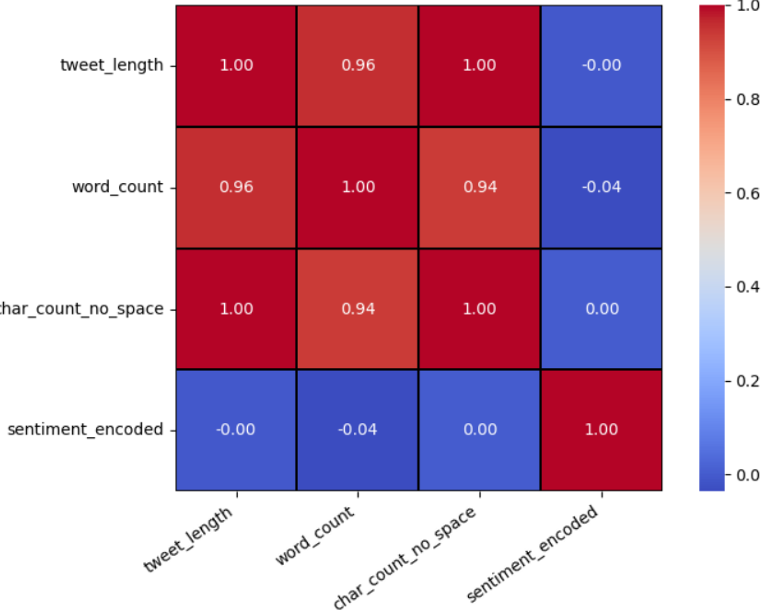 1.0
tweet_length 1.00 0.96 1.00 -0.00
0.8
word_count 0.96 1.00 0.94 -0.04
0.6
0.4
har_count_no_space 1.00 0.94 1.00 0.00
0.2
sentiment_encoded -0.00 -0.04 0.00 1.00
0.0
tweet_length word_count char_count_no_space sentiment_encoded